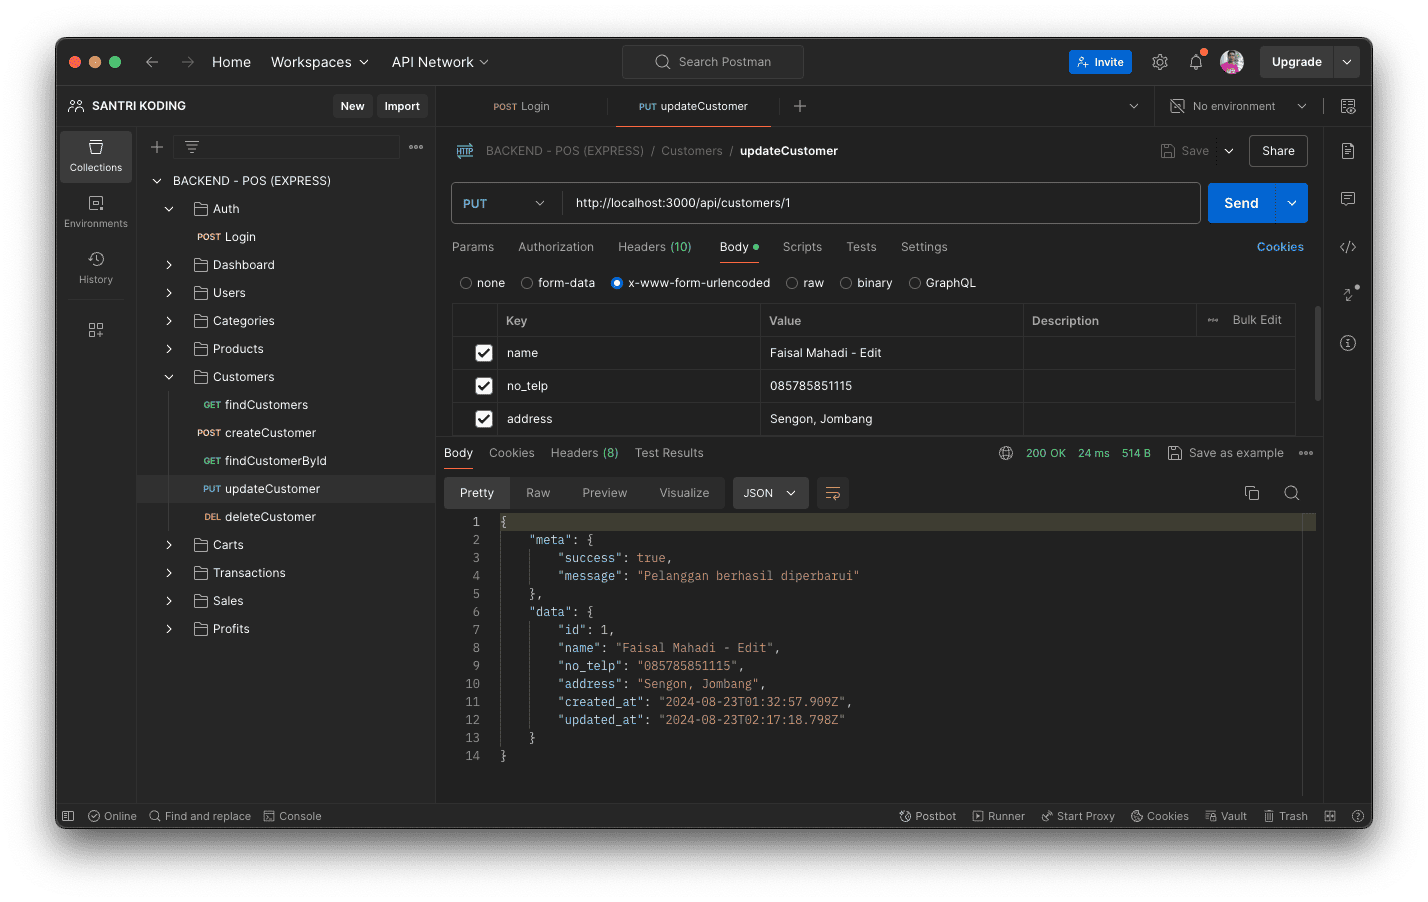 Home Workspaces API Network Search Postman Invite Upgrade
SANTRI KODING New Import POST Login PUT updateCustomer No environment
Collections
Environments
History
BACKEND - POS (EXPRESS)
Auth
POST Login
Dashboard
Users
Categories
Products
Customers
GET findCustomers
POST createCustomer
GET findCustomerById
PUT updateCustomer
DEL deleteCustomer
Carts
Transactions
Sales
Profits
HTTP BACKEND - POS (EXPRESS) / Customers / updateCustomer Save Share
PUT http://localhost:3000/api/customers/1 Send
Params Authorization Headers (10) Body Scripts Tests Settings Cookies
none form-data x-www-form-urlencoded raw binary GraphQL
Key Value Description Bulk Edit
name Faisal Mahadi - Edit
no_telp 085785851115
address Sengon, Jombang
Body Cookies Headers (8) Test Results 200 OK 24 ms 514 B Save as example
Pretty Raw Preview Visualize JSON
1 {
2 "meta": {
3 "success": true,
4 "message": "Pelanggan berhasil diperbarui"
5 },
6 "data": {
7 "id": 1,
8 "name": "Faisal Mahadi - Edit",
9 "no_telp": "085785851115",
10 "address": "Sengon, Jombang",
11 "created_at": "2024-08-23T01:32:57.909Z",
12 "updated_at": "2024-08-23T02:17:18.798Z"
13 }
14 }
Online Find and replace Console Postbot Runner Start Proxy Cookies Vault Trash